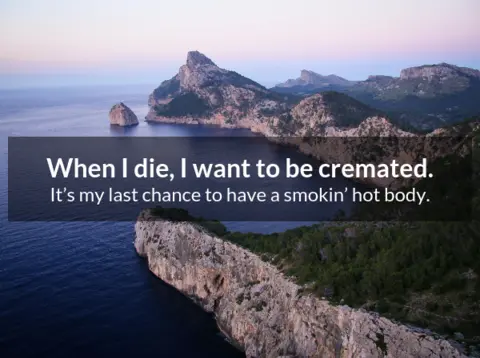 When I die, I want to be cremated.
It's my last chance to have a smokin' hot body.